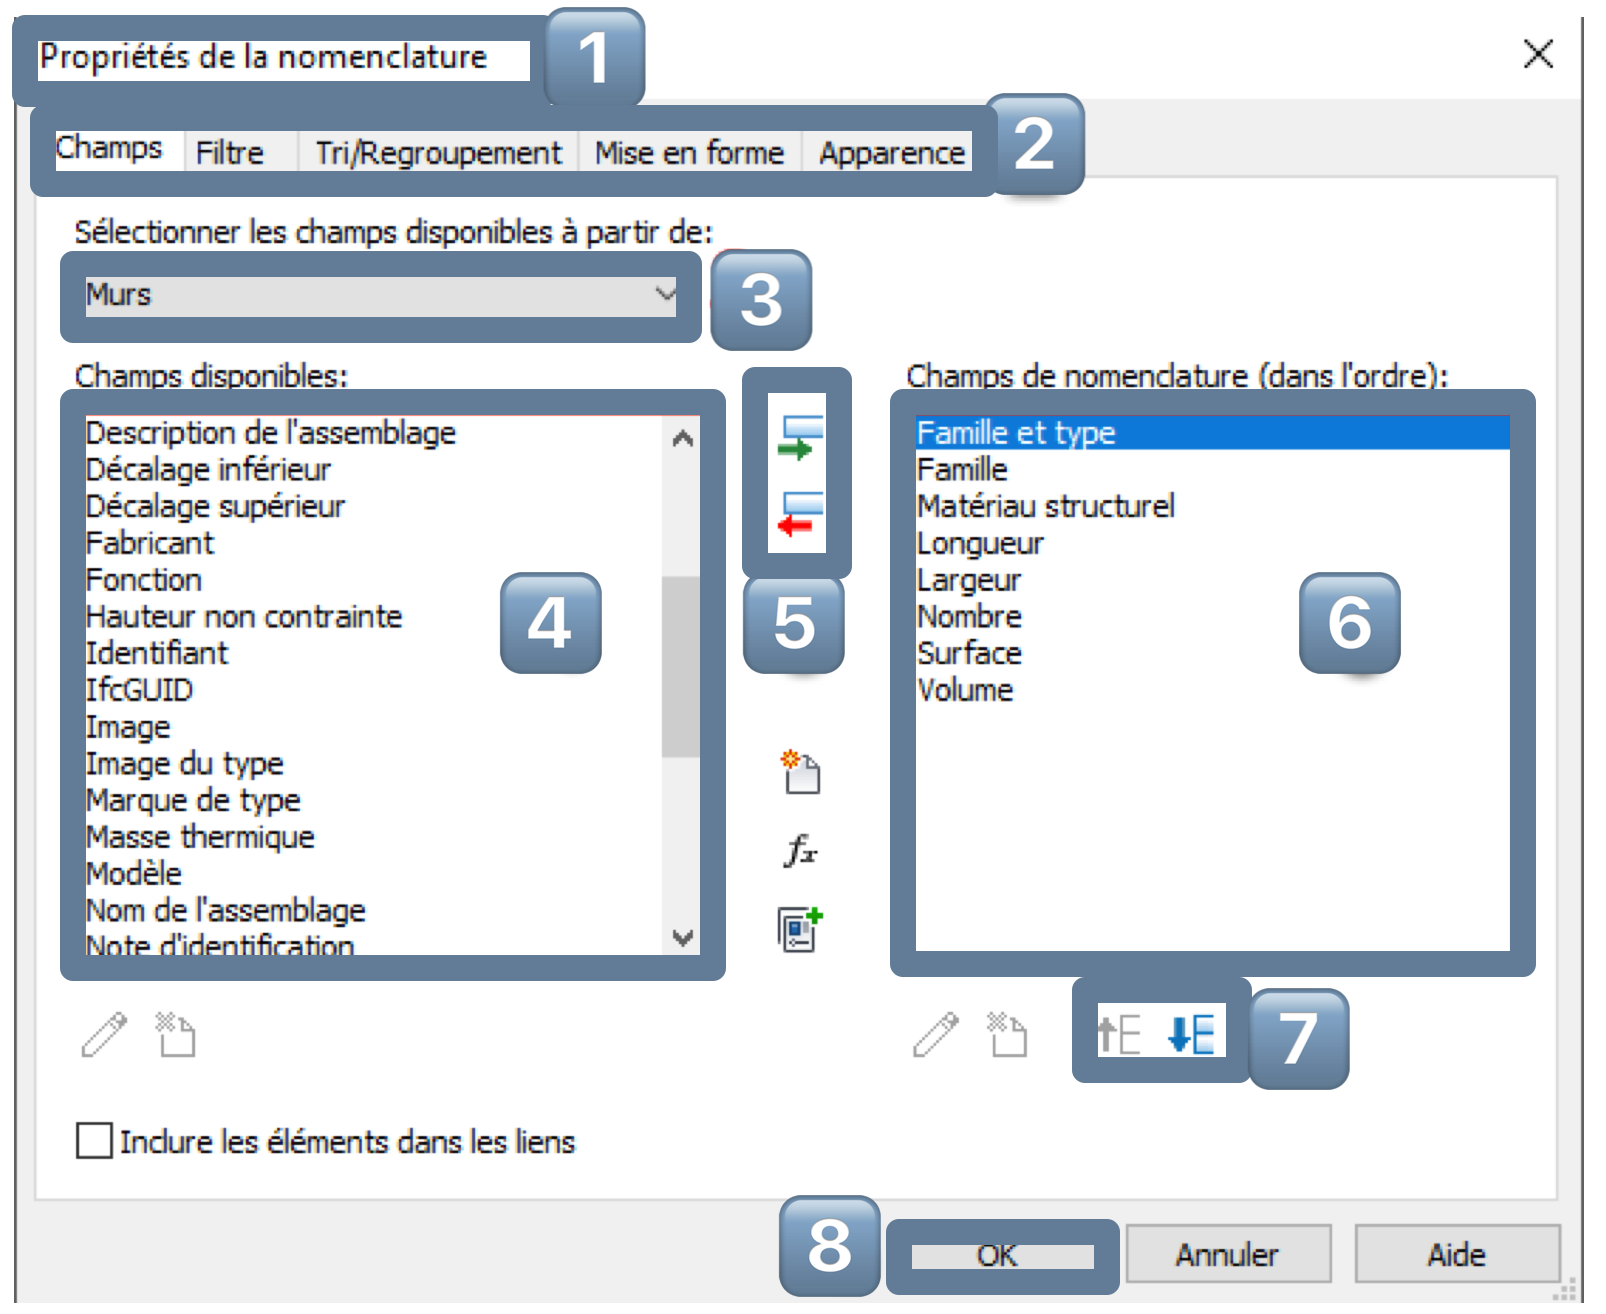 Propriétés de la nomenclature
1
Champs Filtre Tri/Regroupement Mise en forme Apparence
2
Sélectionner les champs disponibles à partir de:
Murs
3
Champs disponibles:
Description de l'assemblage
Décalage inférieur
Décalage supérieur
Fabricant
Fonction
Hauteur non contrainte
Identifiant
IfcGUID
Image
Image du type
Marque de type
Masse thermique
Modèle
Nom de l'assemblage
Note d'identification
4
5
fx
Champs de nomenclature (dans l'ordre):
Famille et type
Famille
Matériau structurel
Longueur
Largeur
Nombre
Surface
Volume
6
7
Inclure les éléments dans les liens
8
OK Annuler Aide